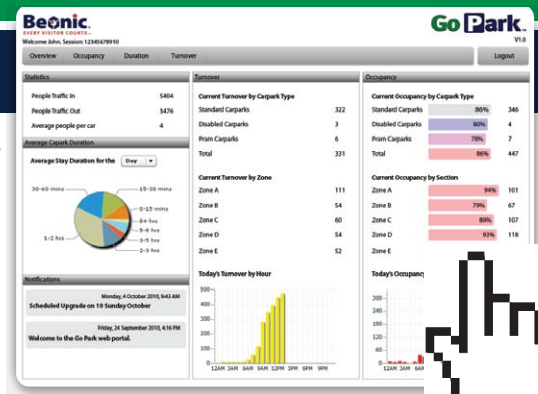 Beonic.
EVERY VISITOR COUNTS..
Go Park.
V1.0
Welcome John. Session: 12345678910
Overview Occupancy Duration Turnover Logout
Statistics
People Traffic In 5404
People Traffic Out 3476
Average people per car 4
Average Capark Duration
Average Stay Duration for the Day
30-60 mins
15-30 mins
0-15 mins
8+ hrs
5-8 hrs
3-5 hrs
2-3 hrs
1-2 hrs
Notifications
Monday, 4 October 2010, 9:43 AM
Scheduled Upgrade on 10 Sunday October
Friday, 24 September 2010, 4:16 PM
Welcome to the Go Park web portal.
Turnover
Current Turnover by Carpark Type
Standard Carparks 322
Disabled Carparks 3
Pram Carparks 6
Total 331
Current Turnover by Zone
Zone A 111
Zone B 54
Zone C 60
Zone D 54
Zone E 52
Today's Turnover by Hour
500
400
300
200
100
0
12AM 3AM 6AM 9AM 12PM 3PM 6PM 9PM
Occupancy
Current Occupancy by Carpark Type
Standard Carparks 86% 346
Disabled Carparks 80% 4
Pram Carparks 78% 7
Total 86% 447
Current Occupancy by Section
Zone A 94% 101
Zone B 79% 67
Zone C 89% 107
Zone D 93% 118
Zone E
Today's Occupancy
300
240
180
120
60
0
12AM 3AM 6AM